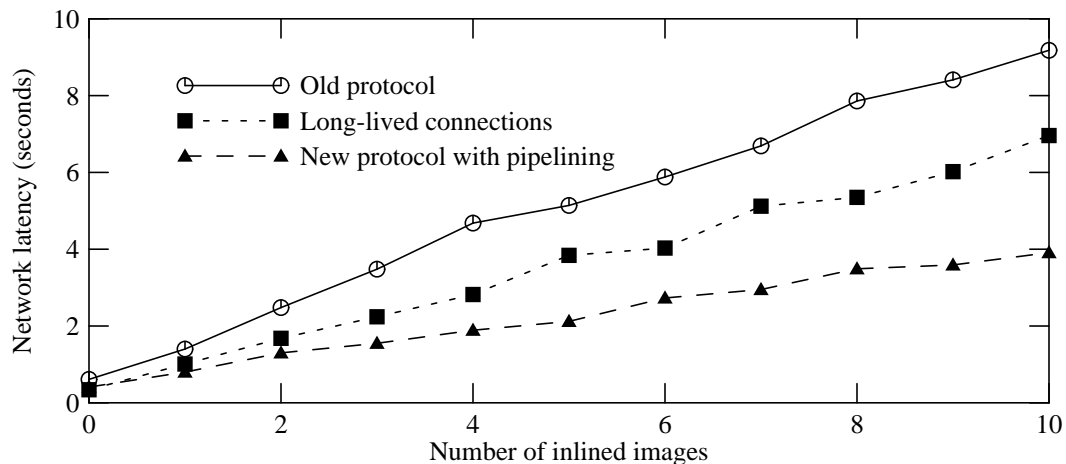 10
8
6
4
2
0
Network latency (seconds)
Old protocol
Long-lived connections
New protocol with pipelining
0 2 4 6 8 10
Number of inlined images